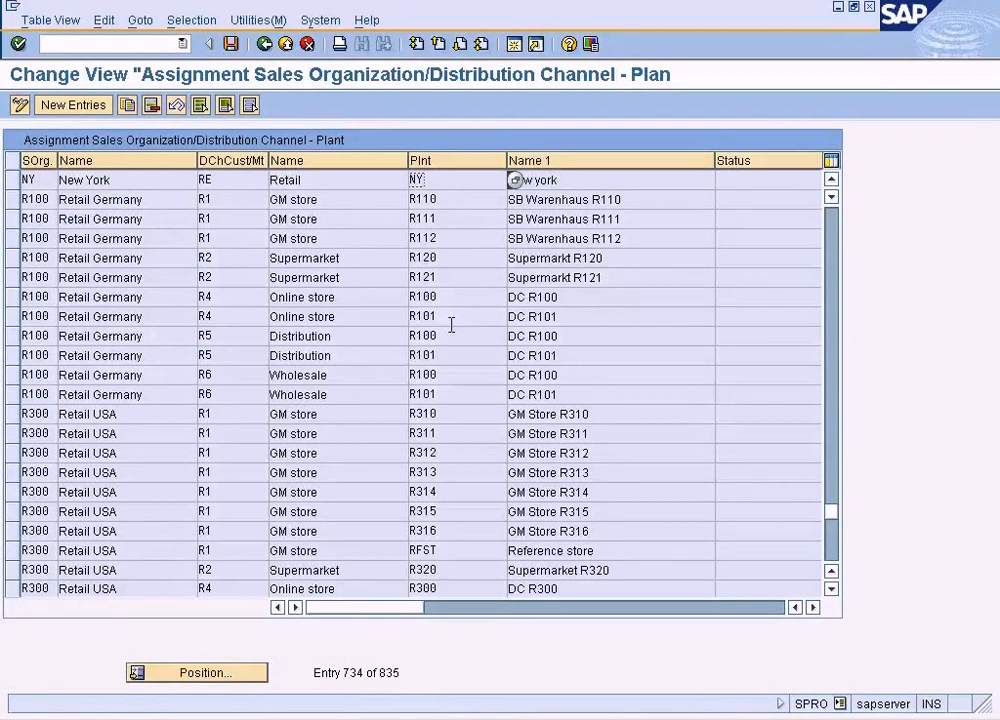 Table View Edit Goto Selection Utilities(M) System Help
SAP
Change View "Assignment Sales Organization/Distribution Channel - Plan
New Entries
Assignment Sales Organization/Distribution Channel - Plant
SOrg. Name DChCust/Mt Name Plnt Name 1 Status
NY New York RE Retail NY w york
R100 Retail Germany R1 GM store R110 SB Warenhaus R110
R100 Retail Germany R1 GM store R111 SB Warenhaus R111
R100 Retail Germany R1 GM store R112 SB Warenhaus R112
R100 Retail Germany R2 Supermarket R120 Supermarkt R120
R100 Retail Germany R2 Supermarket R121 Supermarkt R121
R100 Retail Germany R4 Online store R100 DC R100
R100 Retail Germany R4 Online store R101 DC R101
R100 Retail Germany R5 Distribution R100 DC R100
R100 Retail Germany R5 Distribution R101 DC R101
R100 Retail Germany R6 Wholesale R100 DC R100
R100 Retail Germany R6 Wholesale R101 DC R101
R300 Retail USA R1 GM store R310 GM Store R310
R300 Retail USA R1 GM store R311 GM Store R311
R300 Retail USA R1 GM store R312 GM Store R312
R300 Retail USA R1 GM store R313 GM Store R313
R300 Retail USA R1 GM store R314 GM Store R314
R300 Retail USA R1 GM store R315 GM Store R315
R300 Retail USA R1 GM store R316 GM Store R316
R300 Retail USA R1 GM store RFST Reference store
R300 Retail USA R2 Supermarket R320 Supermarket R320
R300 Retail USA R4 Online store R300 DC R300
Position... Entry 734 of 835
SPRO sapserver INS